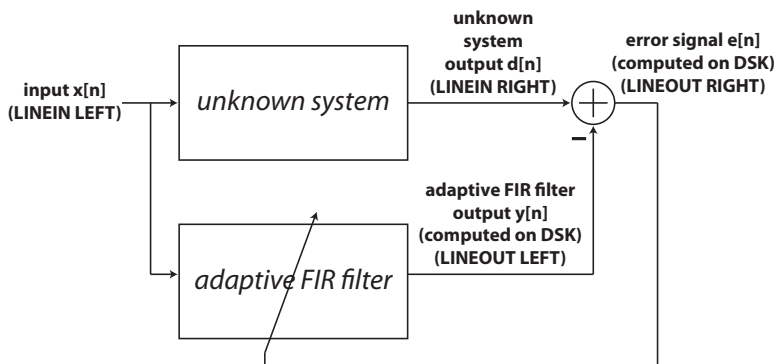 input x[n]
(LINEIN LEFT)
unknown system
unknown
system
output d[n]
(LINEIN RIGHT)
error signal e[n]
(computed on DSK)
(LINEOUT RIGHT)
+
−
adaptive FIR filter
output y[n]
(computed on DSK)
(LINEOUT LEFT)
adaptive FIR filter